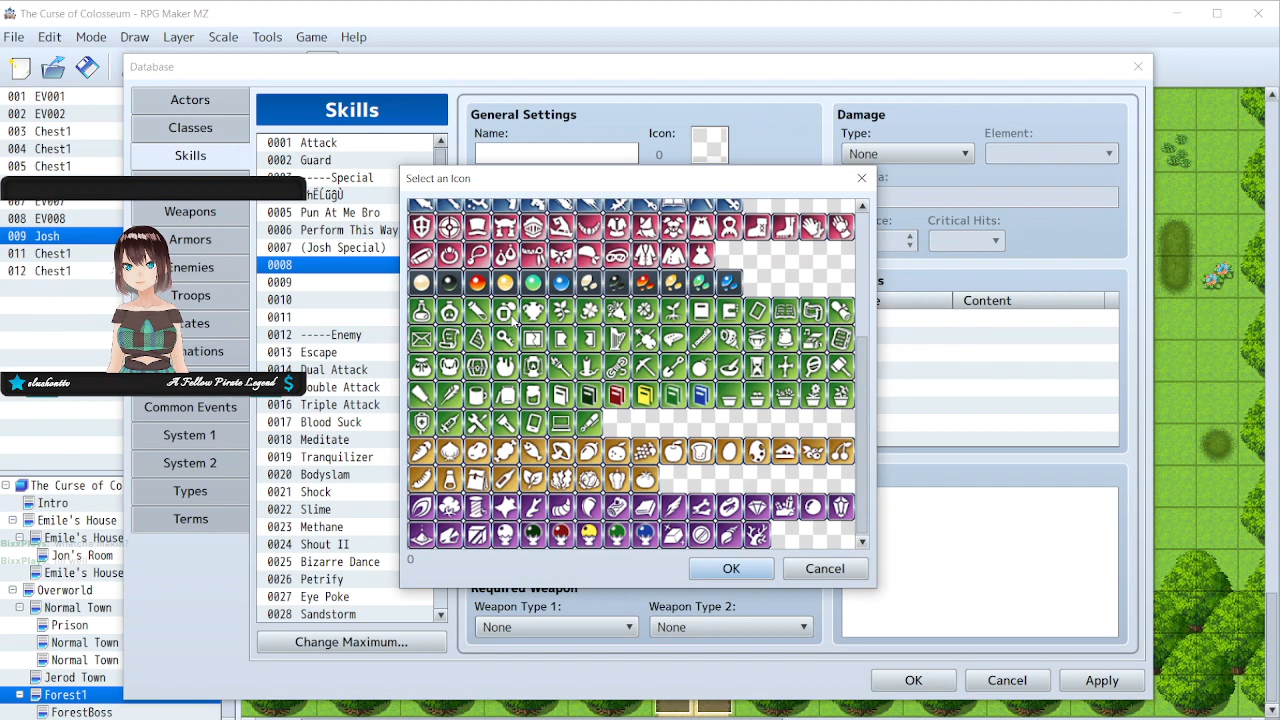 The Curse of Colosseum - RPG Maker MZ
File Edit Mode Draw Layer Scale Tools Game Help
Database
001 EV001
002 EV002
003 Chest1
004 Chest1
005 Chest1
007 EV007
008 EV008
009 Josh
011 Chest1
012 Chest1
Actors
Classes
Skills
Weapons
Armors
Enemies
Troops
Common Events
System 1
System 2
Types
Terms
slushontv
A Fellow Pirate Legend
$
Skills
0001 Attack
0002 Guard
-----Special
0005 Pun At Me Bro
0006 Perform This Way
0007 (Josh Special)
0008
0009
0010
0011
0012 -----Enemy
0013 Escape
0014 Dual Attack
Double Attack
0016 Triple Attack
0017 Blood Suck
0018 Meditate
0019 Tranquilizer
0020 Bodyslam
0021 Shock
0022 Slime
0023 Methane
0024 Shout II
0025 Bizarre Dance
0026 Petrify
0027 Eye Poke
0028 Sandstorm
Change Maximum...
General Settings
Name:
Icon:
0
Damage
Type:
Element:
None
Critical Hits:
Content
Select an Icon
0
OK
Cancel
Required Weapon
Weapon Type 1:
Weapon Type 2:
None
None
OK
Cancel
Apply
The Curse of Co
Intro
Emile's House
Emile's House
Jon's Room
Emile's House
Overworld
Normal Town
Prison
Normal Town
Normal Town
Jerod Town
Forest1
ForestBoss